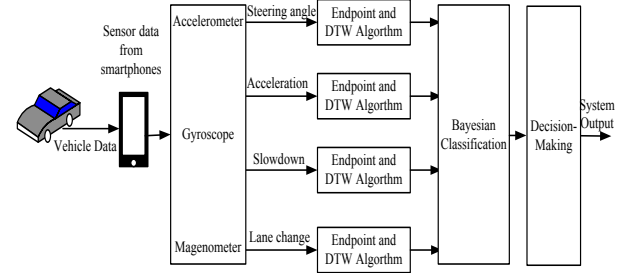 Sensor data
from
smartphones
Vehicle Data
Accelerometer
Gyroscope
Magenometer
Steering angle
Acceleration
Slowdown
Lane change
Endpoint and
DTW Algorthm
Endpoint and
DTW Algorthm
Endpoint and
DTW Algorthm
Endpoint and
DTW Algorthm
Bayesian
Classification
Decision-
Making
System
Output